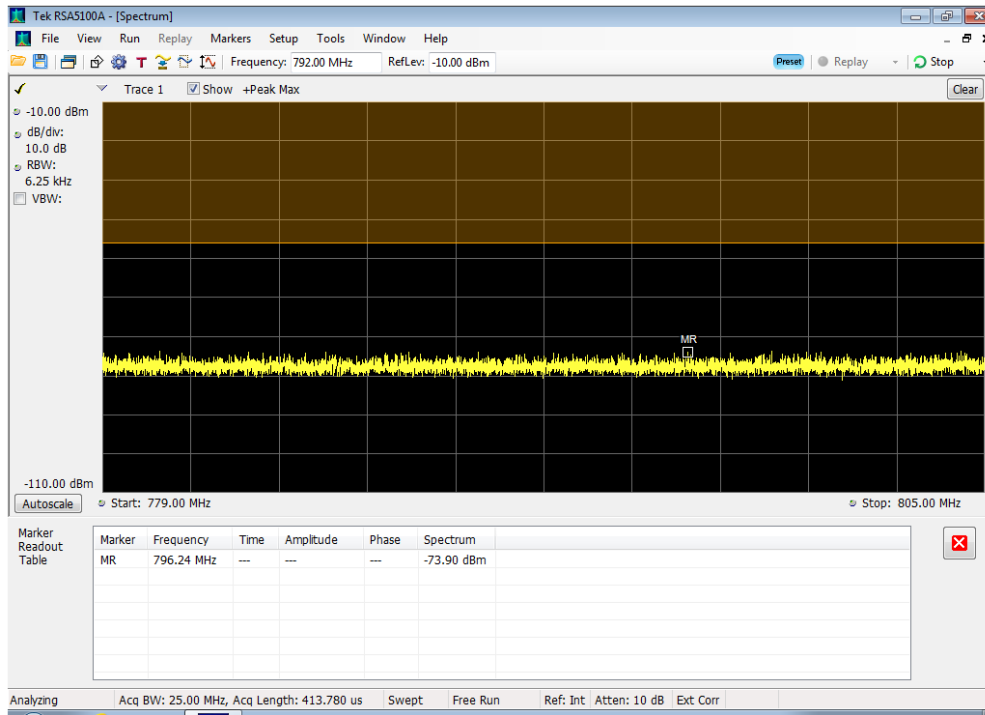 Tek RSA5100A - [Spectrum]
File View Run Replay Markers Setup Tools Window Help
T Frequency: 792.00 MHz RefLev: -10.00 dBm Preset Replay Stop
Trace 1 Show +Peak Max Clear
-10.00 dBm
dB/div:
10.0 dB
RBW:
6.25 kHz
VBW:
MR
-110.00 dBm
Autoscale Start: 779.00 MHz Stop: 805.00 MHz
Marker Readout Table
Marker Frequency Time Amplitude Phase Spectrum
MR 796.24 MHz --- --- --- -73.90 dBm
Analyzing Acq BW: 25.00 MHz, Acq Length: 413.780 us Swept Free Run Ref: Int Atten: 10 dB Ext Corr